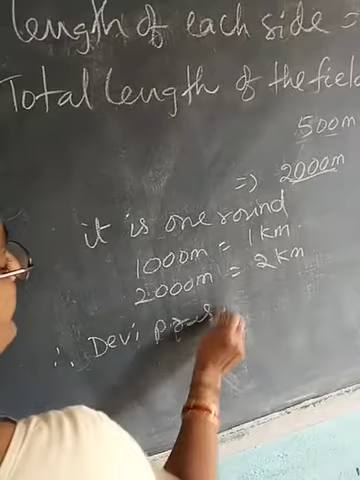 length of each side =
Total length of the field
500m
=> 2000m
it is one round
1000m = 1km.
2000m = 2km
∴ Devi